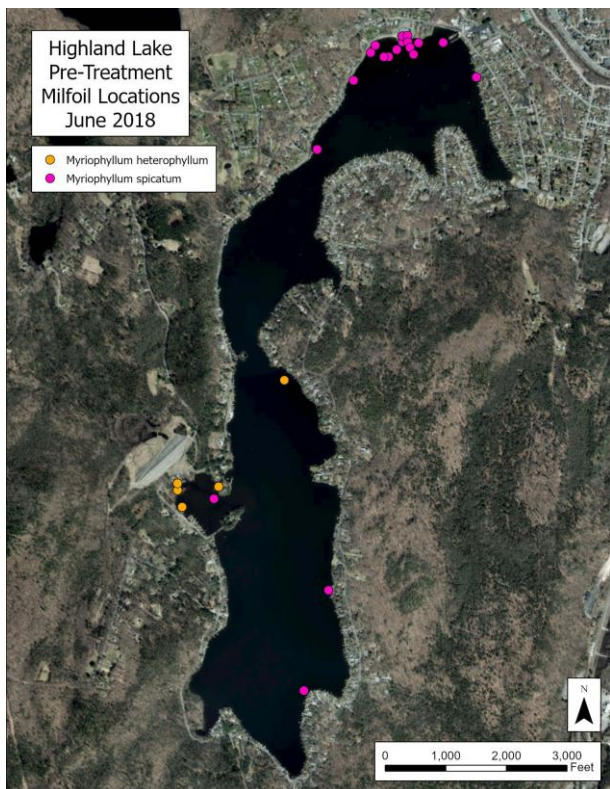 Highland Lake
Pre-Treatment
Milfoil Locations
June 2018
Myriophyllum heterophyllum
Myriophyllum spicatum
N
0 1,000 2,000 3,000
Feet